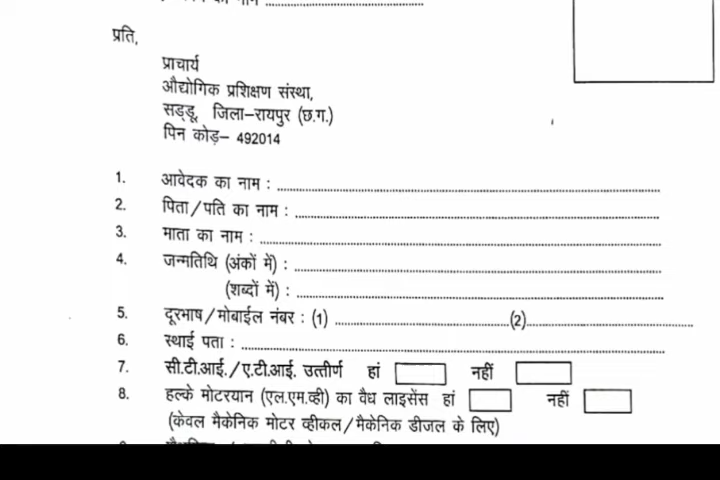 प्रति,
प्राचार्य
औद्योगिक प्रशिक्षण संस्था,
सड्डू, जिला–रायपुर (छ.ग.)
पिन कोड़– 492014
1. आवेदक का नाम : ........................
2. पिता/पति का नाम : ........................
3. माता का नाम : ........................
4. जन्मतिथि (अंकों में) : ........................
(शब्दों में) : ........................
5. दूरभाष/मोबाईल नंबर : (1) ........................(2)........................
6. स्थाई पता : ........................
7. सी.टी.आई./ए.टी.आई. उत्तीर्ण हां नहीं
8. हल्के मोटरयान (एल.एम.व्ही) का वैध लाइसेंस हां नहीं
(केवल मैकेनिक मोटर व्हीकल/मैकेनिक डीजल के लिए)